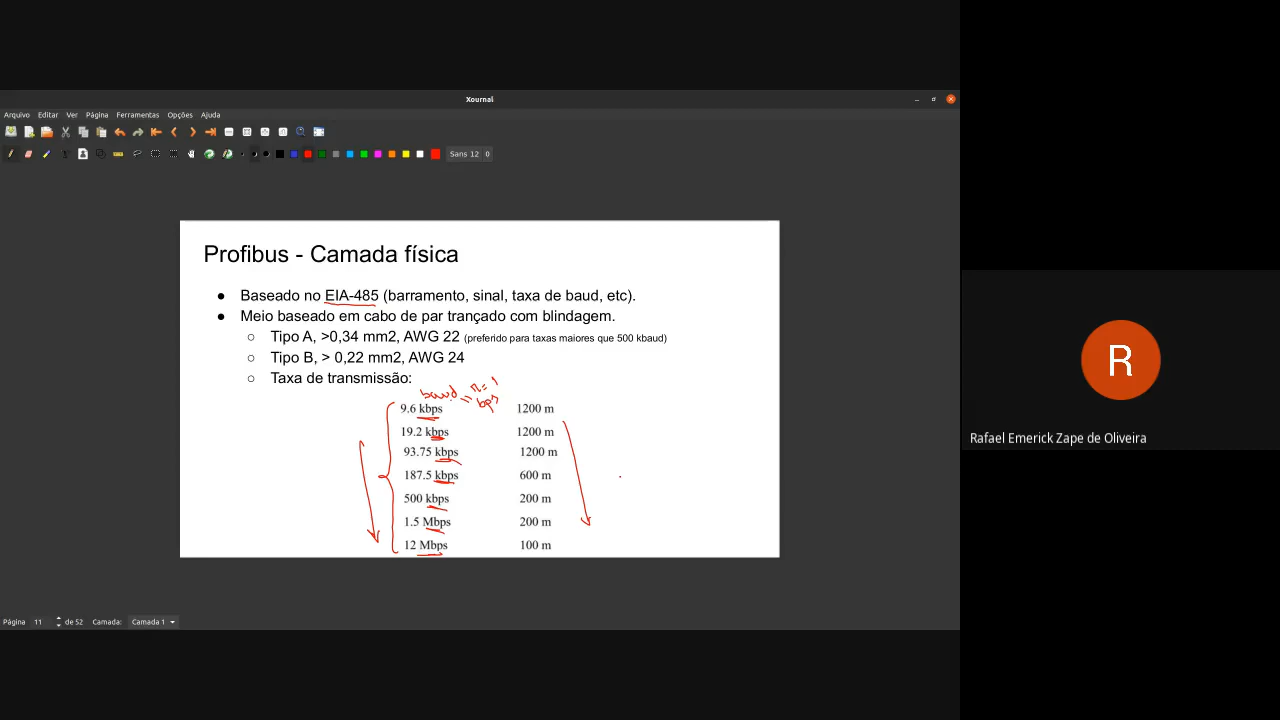 Xournal
Arquivo Editar Ver Página Ferramentas Opções Ajuda
Sans 12
Profibus - Camada física
● Baseado no EIA-485 (barramento, sinal, taxa de baud, etc).
● Meio baseado em cabo de par trançado com blindagem.
○ Tipo A, >0,34 mm2, AWG 22 (preferido para taxas maiores que 500 kbaud)
○ Tipo B, > 0,22 mm2, AWG 24
○ Taxa de transmissão:
baud = bps
n=1
9.6 kbps 1200 m
19.2 kbps 1200 m
93.75 kbps 1200 m
187.5 kbps 600 m
500 kbps 200 m
1.5 Mbps 200 m
12 Mbps 100 m
Página 11 de 52 Camada: Camada 1
R
Rafael Emerick Zape de Oliveira